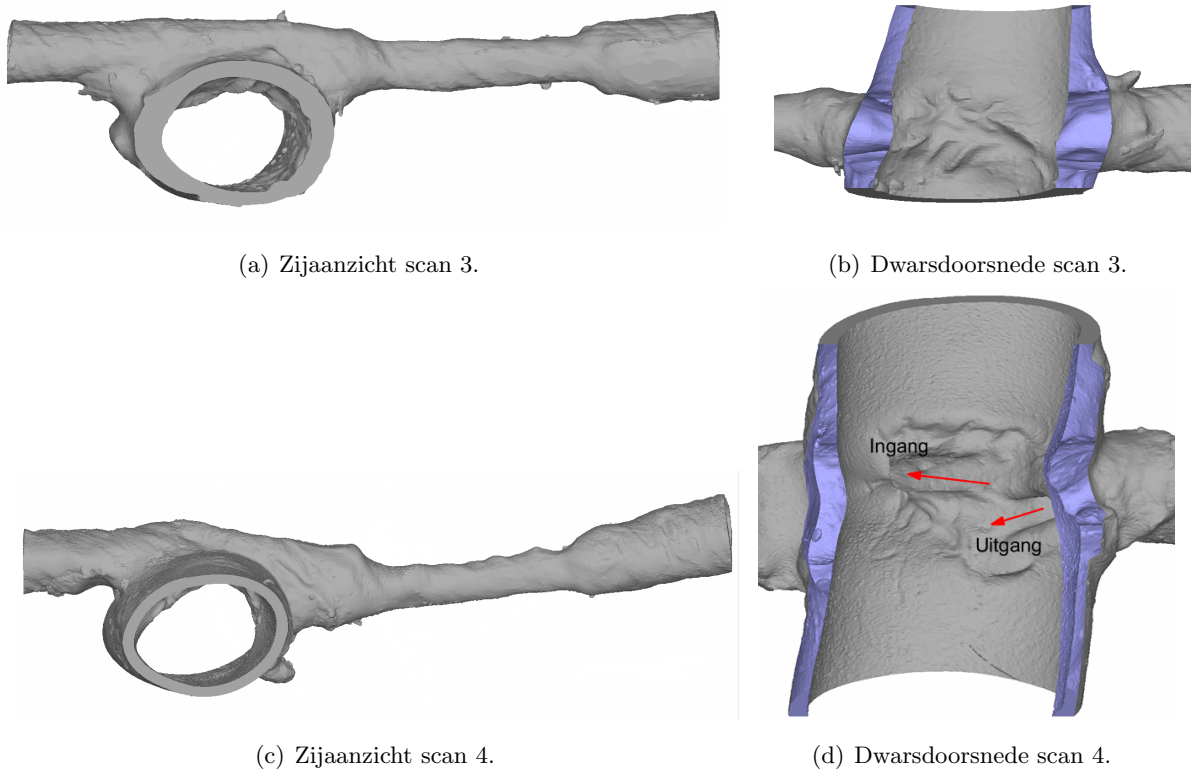 (a) Zijaanzicht scan 3.
(b) Dwarsdoorsnede scan 3.
Ingang
Uitgang
(c) Zijaanzicht scan 4.
(d) Dwarsdoorsnede scan 4.